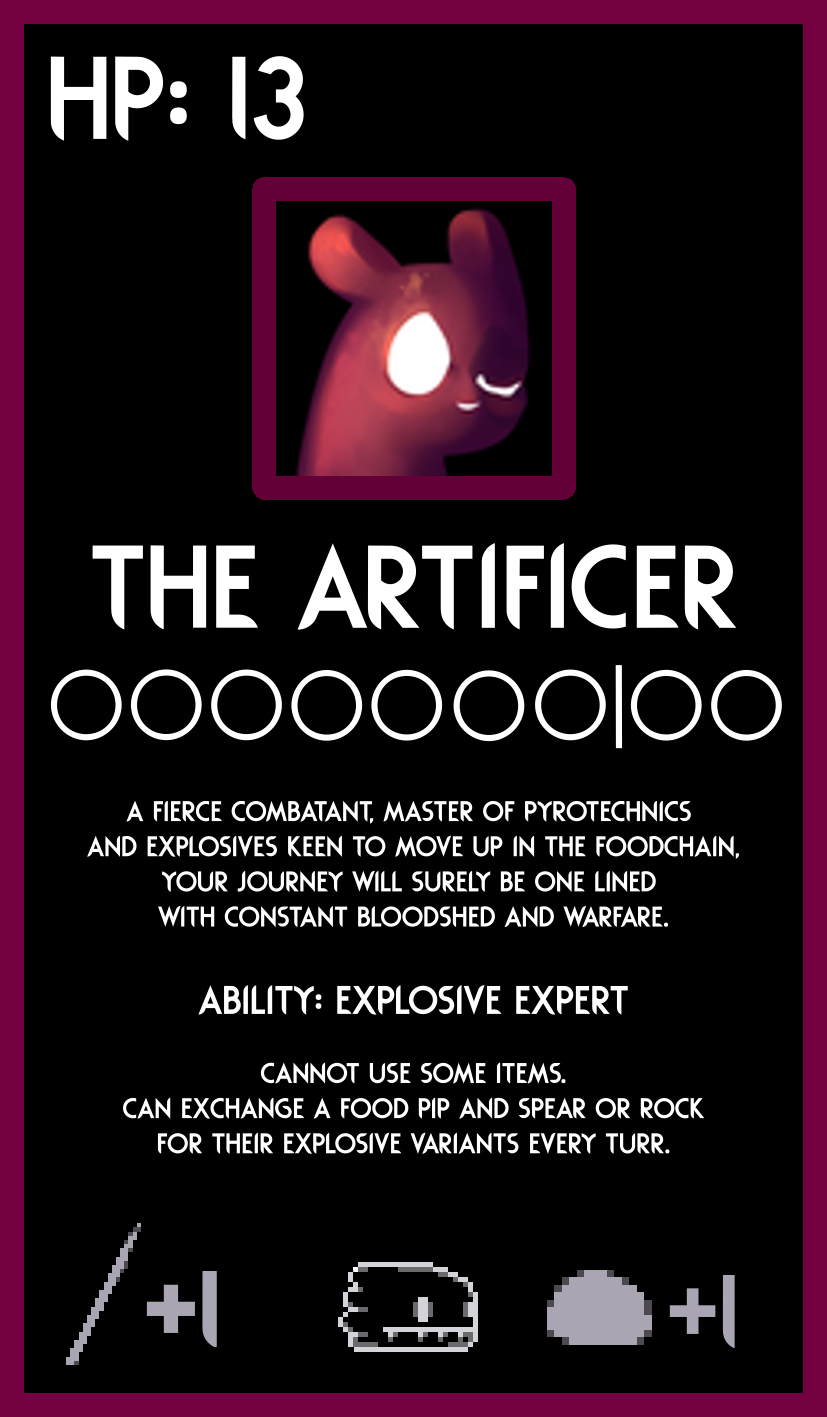 HP: 13
THE ARTIFICER
A FIERCE COMBATANT, MASTER OF PYROTECHNICS
AND EXPLOSIVES KEEN TO MOVE UP IN THE FOODCHAIN,
YOUR JOURNEY WILL SURELY BE ONE LINED
WITH CONSTANT BLOODSHED AND WARFARE.
ABILITY: EXPLOSIVE EXPERT
CANNOT USE SOME ITEMS.
CAN EXCHANGE A FOOD PIP AND SPEAR OR ROCK
FOR THEIR EXPLOSIVE VARIANTS EVERY TURR.
+1 +1